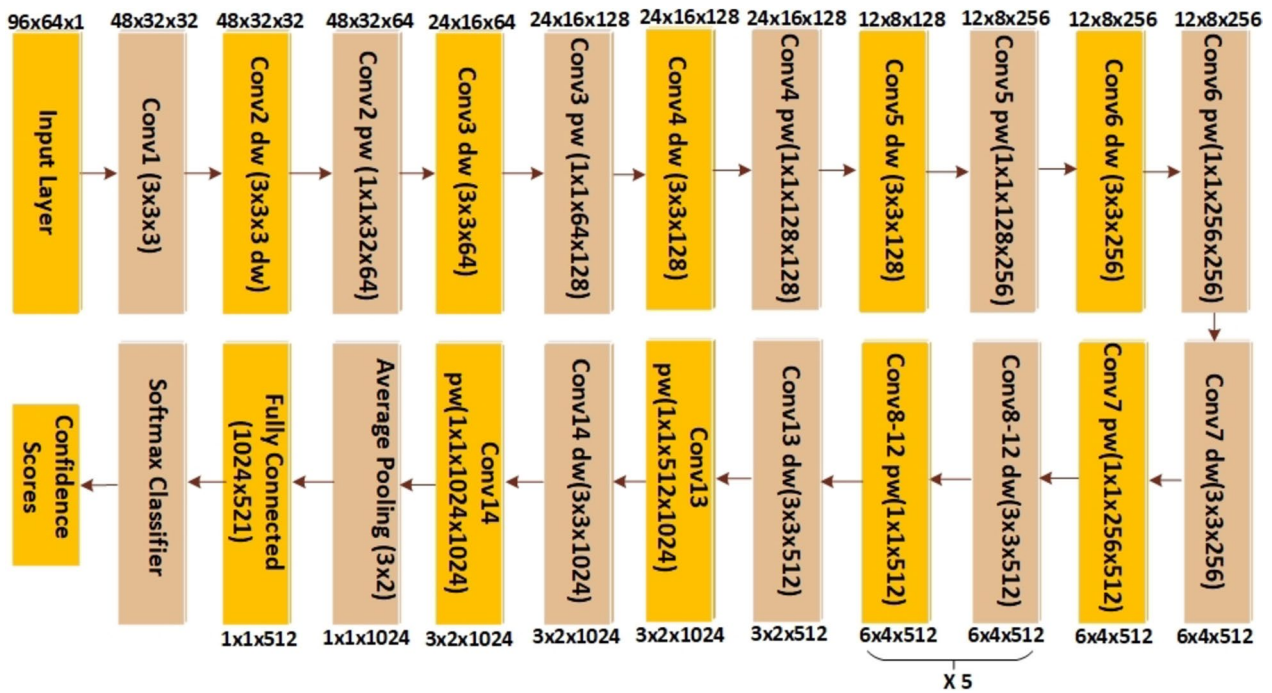 96x64x1
48x32x32
48x32x32
48x32x64
24x16x64
24x16x128
24x16x128
24x16x128
12x8x128
12x8x256
12x8x256
12x8x256
Input Layer
Conv1 (3x3x3)
Conv2 dw (3x3x3 dw)
Conv2 pw (1x1x32x64)
Conv3 dw (3x3x64)
Conv3 pw (1x1x64x128)
Conv4 dw (3x3x128)
Conv4 pw(1x1x128x128)
Conv5 dw (3x3x128)
Conv5 pw(1x1x128x256)
Conv6 dw (3x3x256)
Conv6 pw(1x1x256x256)
Conv7 dw(3x3x256)
Conv7 pw(1x1x256x512)
Conv8-12 dw(3x3x512)
Conv8-12 pw(1x1x512)
Conv13 dw(3x3x512)
Conv13
pw(1x1x512x1024)
Conv14 dw(3x3x1024)
Conv14
pw(1x1x1024x1024)
Average Pooling (3x2)
Fully Connected
(1024x521)
Softmax Classifier
Confidence
Scores
6x4x512
6x4x512
6x4x512
6x4x512
3x2x512
3x2x1024
3x2x1024
3x2x1024
1x1x1024
1x1x512
X 5